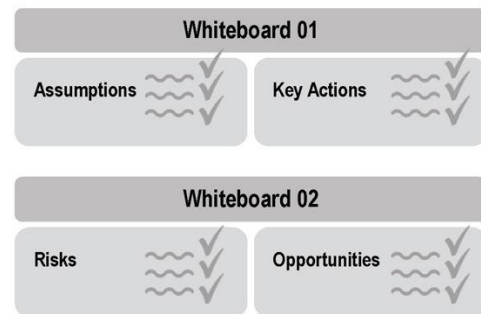 Whiteboard 01
Assumptions
Key Actions
Whiteboard 02
Risks
Opportunities